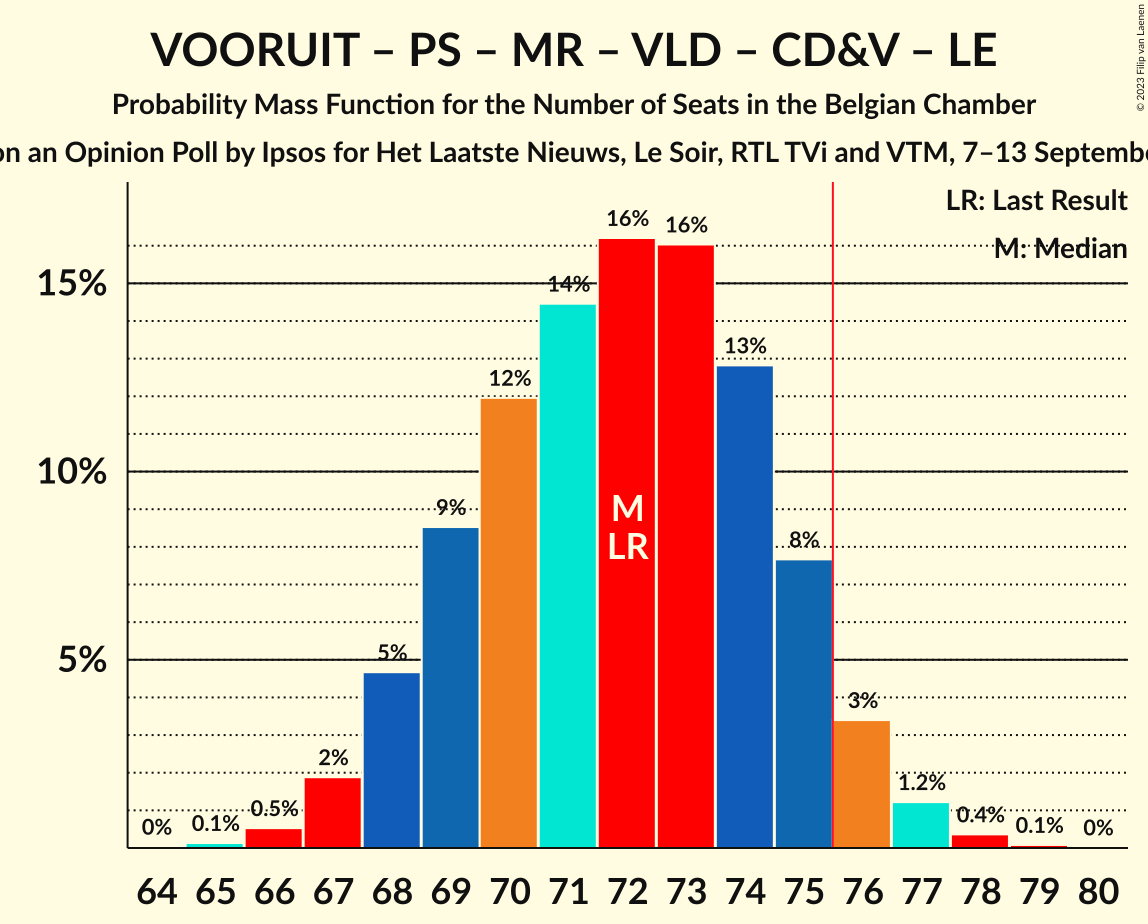 VOORUIT – PS – MR – VLD – CD&V – LE
Probability Mass Function for the Number of Seats in the Belgian Chamber
on an Opinion Poll by Ipsos for Het Laatste Nieuws, Le Soir, RTL TVi and VTM, 7–13 Septembe
© 2023 Filip van Laenen
LR: Last Result
M: Median
15%
10%
5%
0%
0.1%
0.5%
2%
5%
9%
12%
14%
16%
16%
13%
8%
3%
1.2%
0.4%
0.1%
0%
M
LR
64 65 66 67 68 69 70 71 72 73 74 75 76 77 78 79 80